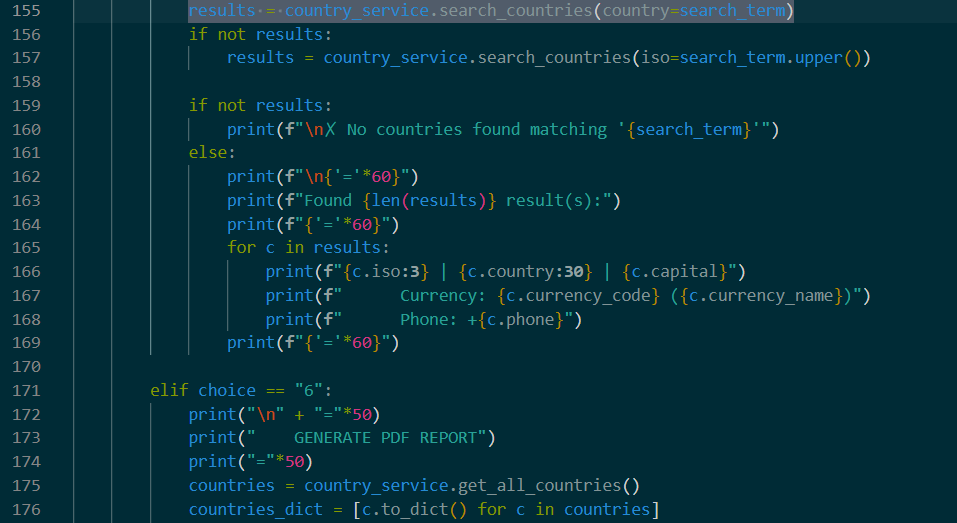 155 results = country_service.search_countries(country=search_term)
156 if not results:
157 results = country_service.search_countries(iso=search_term.upper())
158
159 if not results:
160 print(f"\n✗ No countries found matching '{search_term}'")
161 else:
162 print(f"\n{'='*60}")
163 print(f"Found {len(results)} result(s):")
164 print(f"{'='*60}")
165 for c in results:
166 print(f"{c.iso:3} | {c.country:30} | {c.capital}")
167 print(f"      Currency: {c.currency_code} ({c.currency_name})")
168 print(f"      Phone: +{c.phone}")
169 print(f"{'='*60}")
170
171 elif choice == "6":
172 print("\n" + "="*50)
173 print("    GENERATE PDF REPORT")
174 print("="*50)
175 countries = country_service.get_all_countries()
176 countries_dict = [c.to_dict() for c in countries]